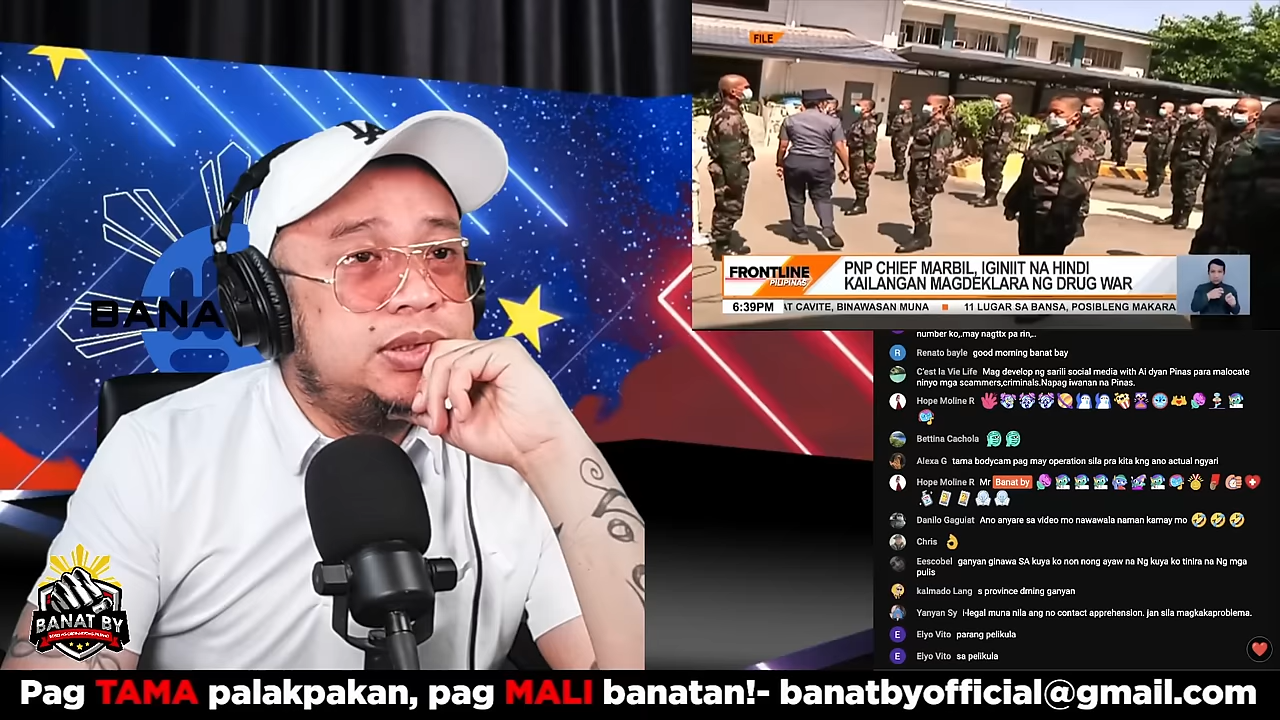 LA
BANA
BANAT BY
FILE
FRONTLINE
PILIPINAS
PNP CHIEF MARBIL, IGINIIT NA HINDI
KAILANGAN MAGDEKLARA NG DRUG WAR
6:39PM AT CAVITE, BINAWASAN MUNA 11 LUGAR SA BANSA, POSIBLENG MAKARA
number ko,.may nagttx pa rin,..
R Renato bayle good morning banat bay
C'est la Vie Life Mag develop ng sarili social media with Ai dyan Pinas para malocate
ninyo mga scammers,criminals.Napag iwanan na Pinas.
Hope Moline R
Bettina Cachola
Alexa G tama bodycam pag may operation sila pra kita kng ano actual ngyari
Hope Moline R Mr Banat by
Danilo Gagulat Ano anyare sa video mo nawawala naman kamay mo 🤣🤣🤣
Chris 👌
Eescobel ganyan ginawa SA kuya ko non nong ayaw na Ng kuya ko tinira na Ng mga
pulis
kalmado Lang s province dming ganyan
Yanyan Sy i-legal muna nila ang no contact apprehension. jan sila magkakaproblema.
E Elyo Vito parang pelikula
E Elyo Vito sa pelikula
Pag TAMA palakpakan, pag MALI banatan!- banatbyofficial@gmail.com